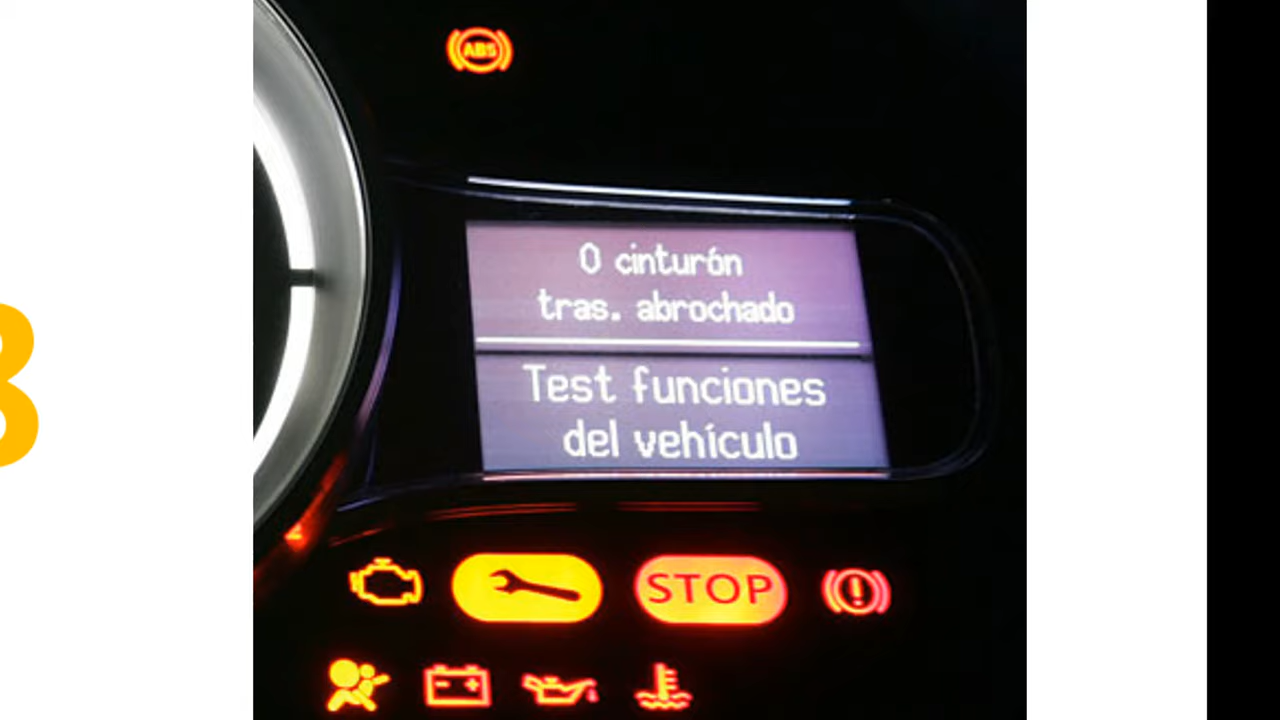 ABS
0 cinturón
tras. abrochado
Test funciones
del vehículo
STOP